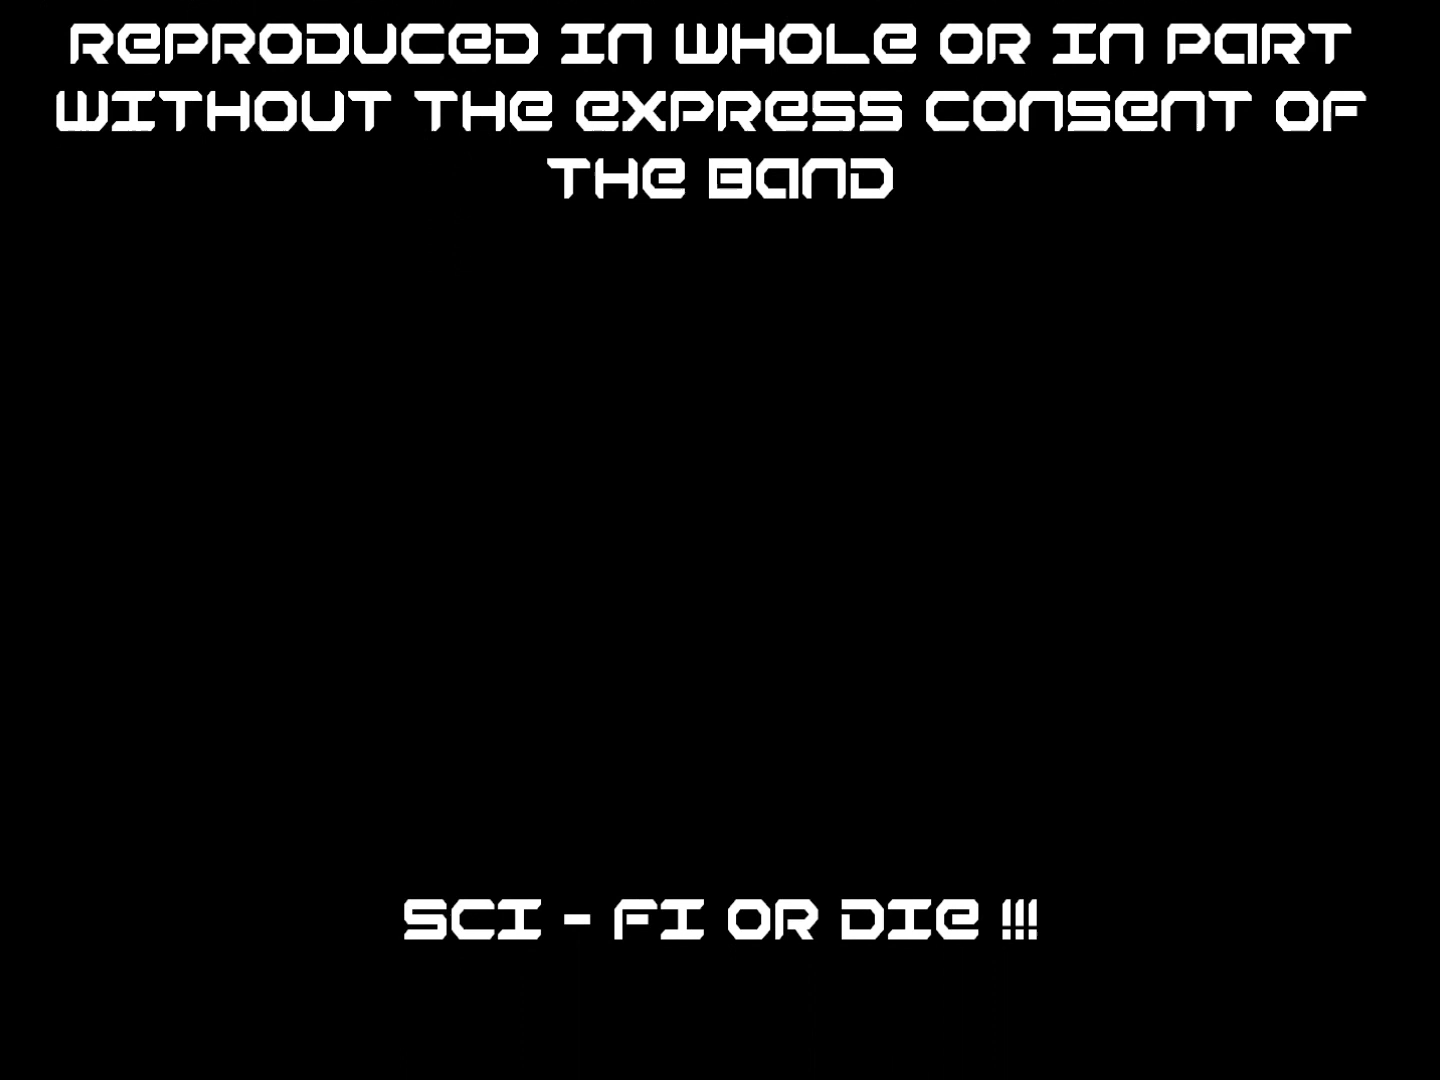 REPRODUCED IN WHOLE OR IN PART
WITHOUT THE EXPRESS CONSENT OF
THE BAND
SCI - FI OR DIE !!!